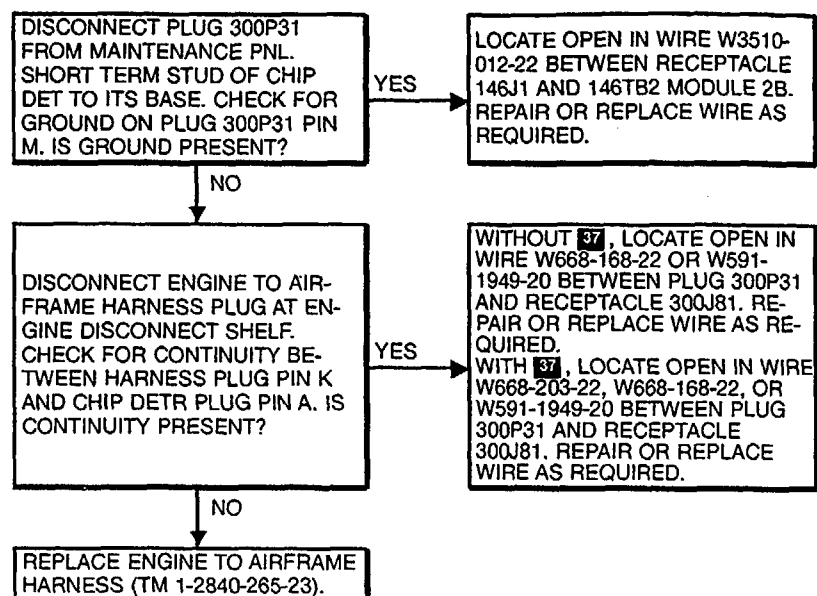 DISCONNECT PLUG 300P31
FROM MAINTENANCE PNL.
SHORT TERM STUD OF CHIP
DET TO ITS BASE. CHECK FOR
GROUND ON PLUG 300P31 PIN
M. IS GROUND PRESENT?
YES
LOCATE OPEN IN WIRE W3510-
012-22 BETWEEN RECEPTACLE
146J1 AND 146TB2 MODULE 2B.
REPAIR OR REPLACE WIRE AS
REQUIRED.
NO
DISCONNECT ENGINE TO AIR-
FRAME HARNESS PLUG AT EN-
GINE DISCONNECT SHELF.
CHECK FOR CONTINUITY BE-
TWEEN HARNESS PLUG PIN K
AND CHIP DETR PLUG PIN A. IS
CONTINUITY PRESENT?
YES
WITHOUT 37, LOCATE OPEN IN
WIRE W668-168-22 OR W591-
1949-20 BETWEEN PLUG 300P31
AND RECEPTACLE 300J81. RE-
PAIR OR REPLACE WIRE AS RE-
QUIRED.
WITH 37, LOCATE OPEN IN WIRE
W668-203-22, W668-168-22, OR
W591-1949-20 BETWEEN PLUG
300P31 AND RECEPTACLE
300J81. REPAIR OR REPLACE
WIRE AS REQUIRED.
NO
REPLACE ENGINE TO AIRFRAME
HARNESS (TM 1-2840-265-23).